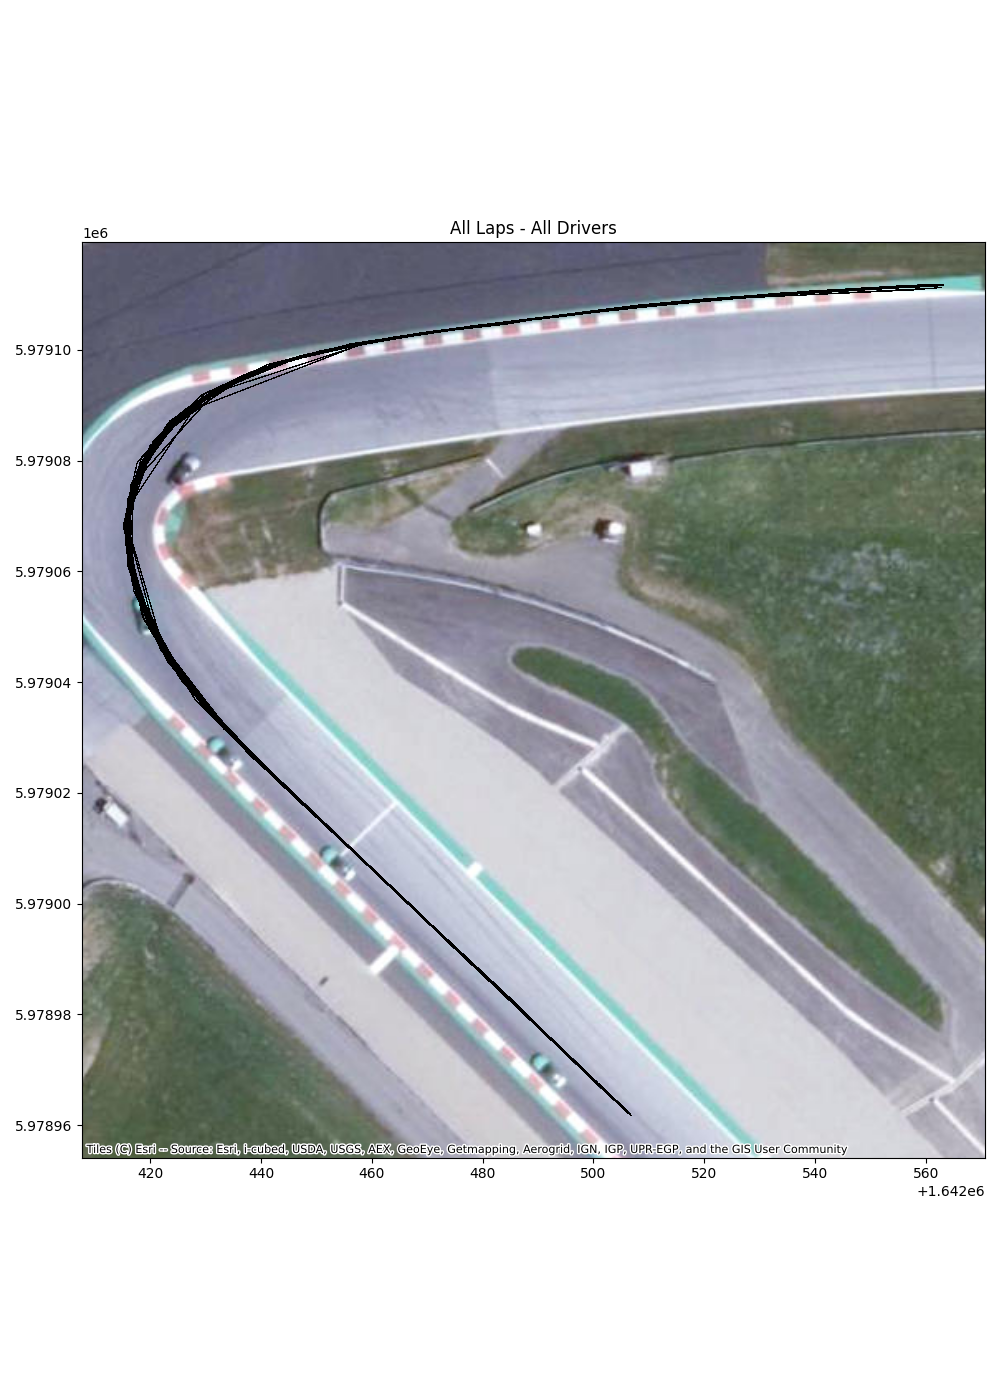 All Laps - All Drivers
1e6
5.97910
5.97908
5.97906
5.97904
5.97902
5.97900
5.97898
5.97896
Tiles (C) Esri -- Source: Esri, i-cubed, USDA, USGS, AEX, GeoEye, Getmapping, Aerogrid, IGN, IGP, UPR-EGP, and the GIS User Community
420 440 460 480 500 520 540 560
+1.642e6